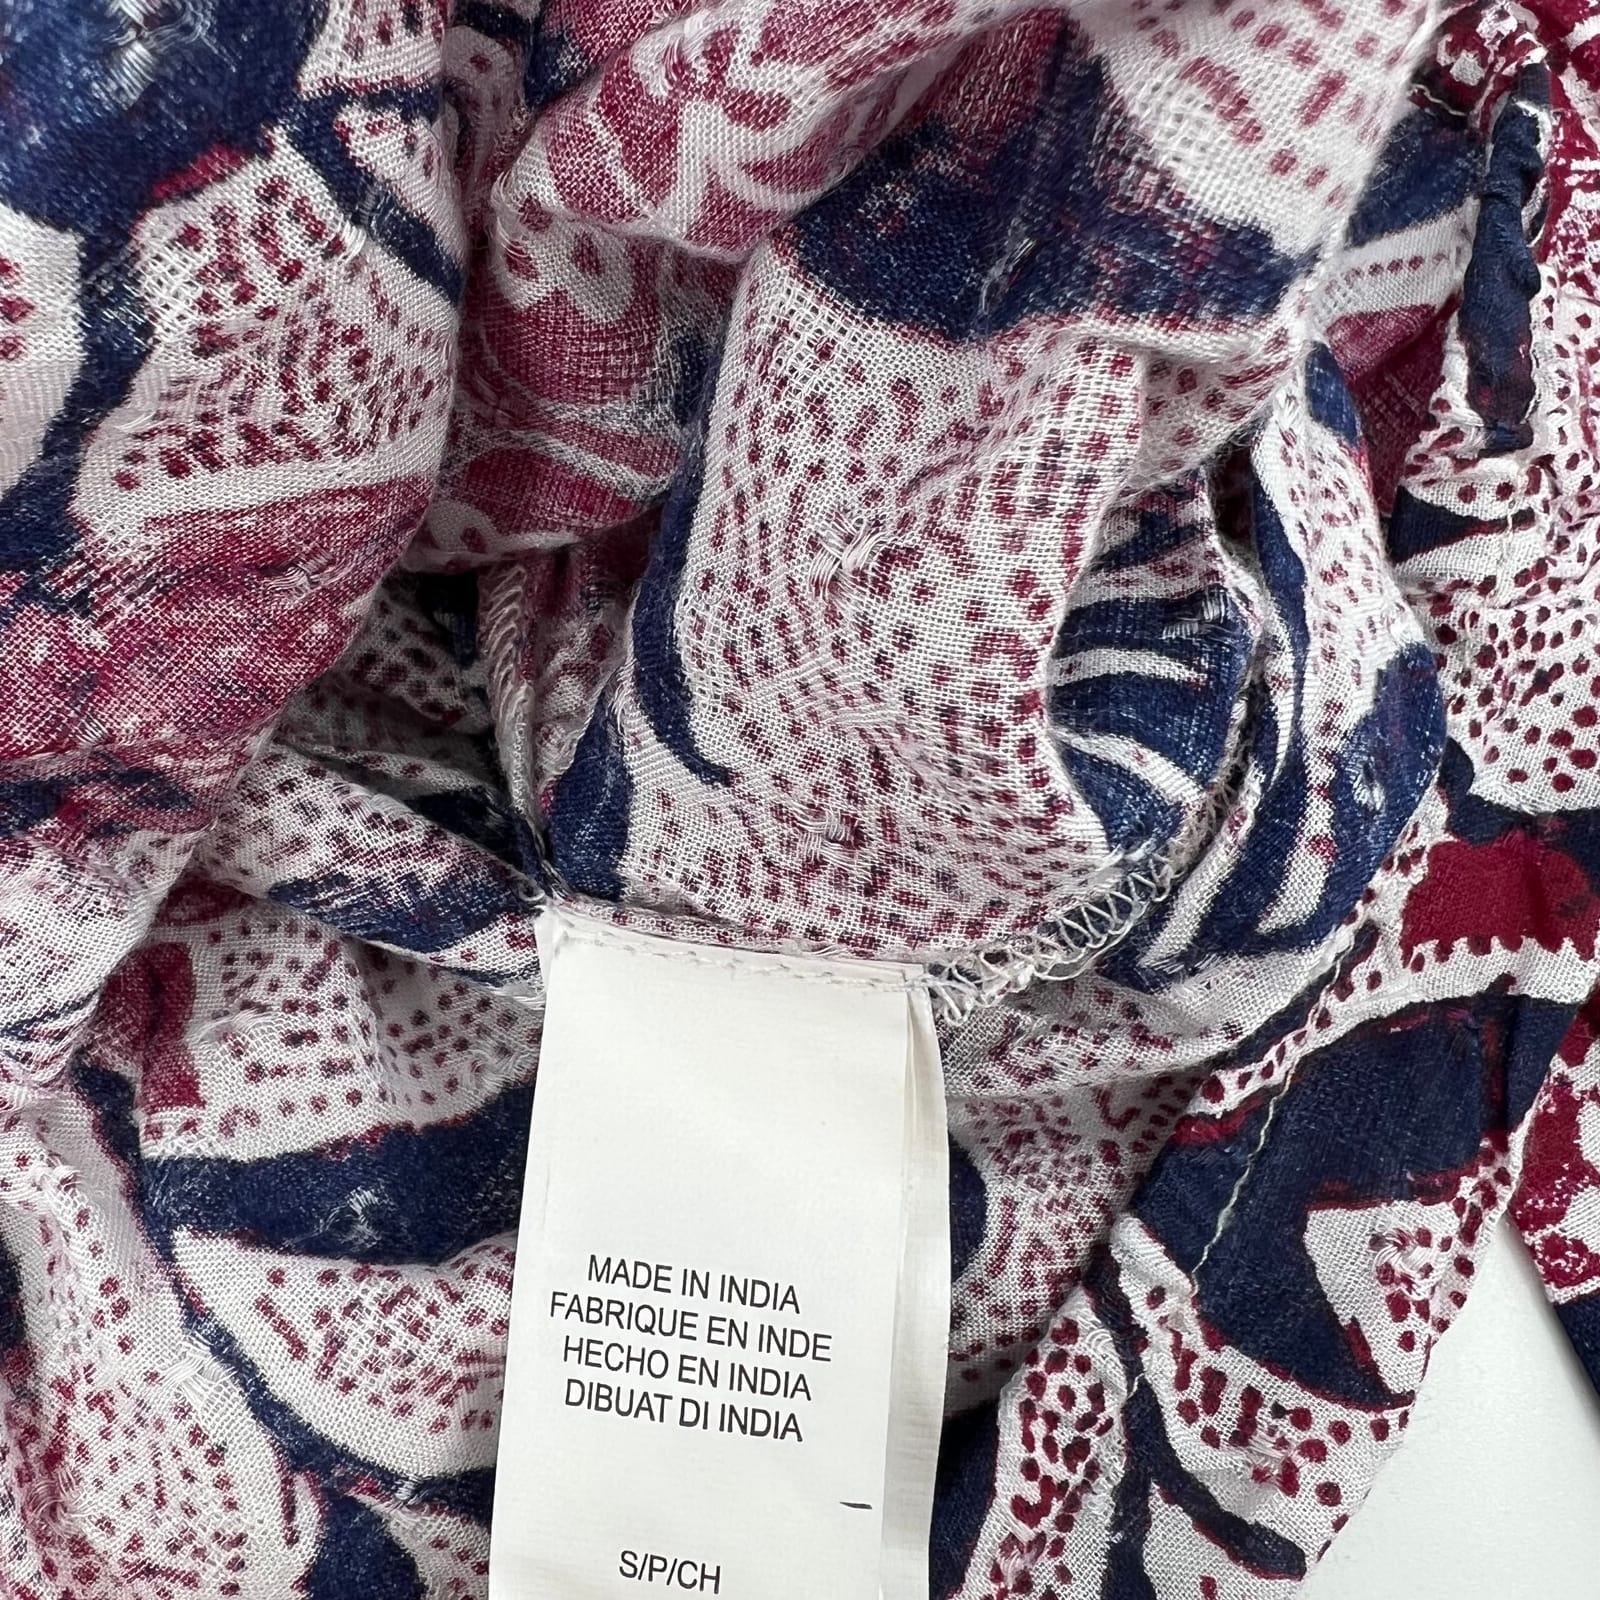 MADE IN INDIA
FABRIQUE EN INDE
HECHO EN INDIA
DIBUAT DI INDIA
S/P/CH